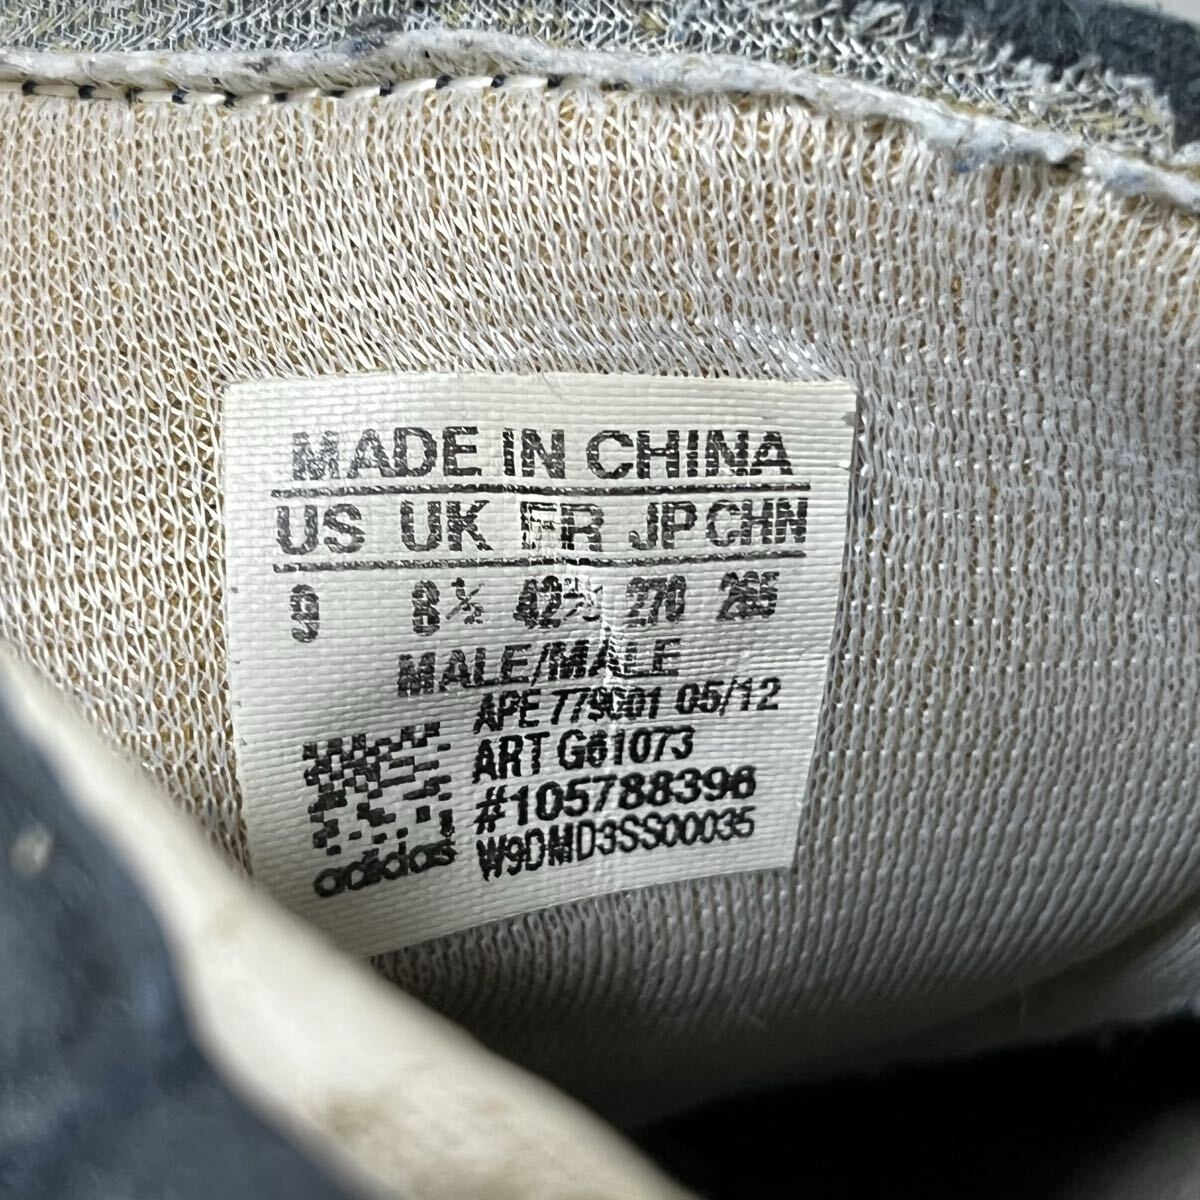 MADE IN CHINA
US UK FR JP CHN
9 8½ 42⅔ 270 265
MALE/MALE
APE 779001 05/12
ART G61073
#105788396
W9DMD3SS00035
adidas